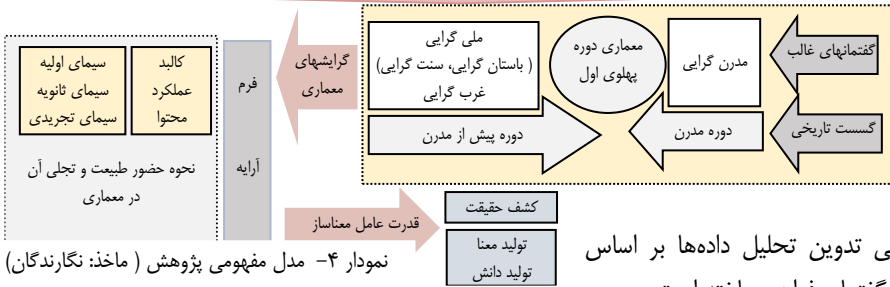 گفتمانهای غالب
مدرن گرایی
معماری دوره
پهلوی اول
ملی گرایی
( باستان گرایی، سنت گرایی)
غرب گرایی
گسست تاریخی
دوره مدرن
دوره پیش از مدرن
گرایشهای
معماری
فرم
آرایه
کالبد
عملکرد
محتوا
سیمای اولیه
سیمای ثانویه
سیمای تجریدی
نحوه حضور طبیعت و تجلی آن
در معماری
قدرت عامل معناساز
کشف حقیقت
تولید معنا
تولید دانش
نمودار ۴- مدل مفهومی پژوهش ( ماخذ: نگارندگان)
تدوین تحلیل داده‌ها بر اساس